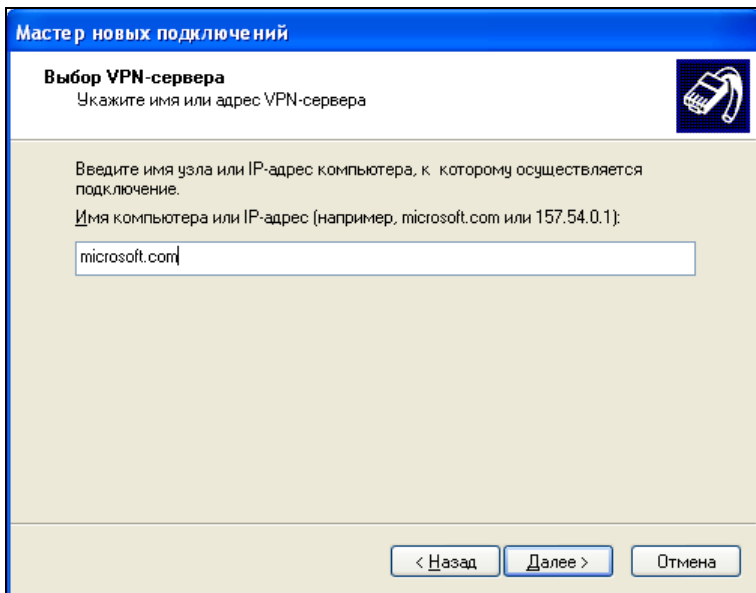 Мастер новых подключений
Выбор VPN-сервера
Укажите имя или адрес VPN-сервера
Введите имя узла или IP-адрес компьютера, к которому осуществляется
подключение.
Имя компьютера или IP-адрес (например, microsoft.com или 157.54.0.1):
microsoft.com
< Назад Далее > Отмена